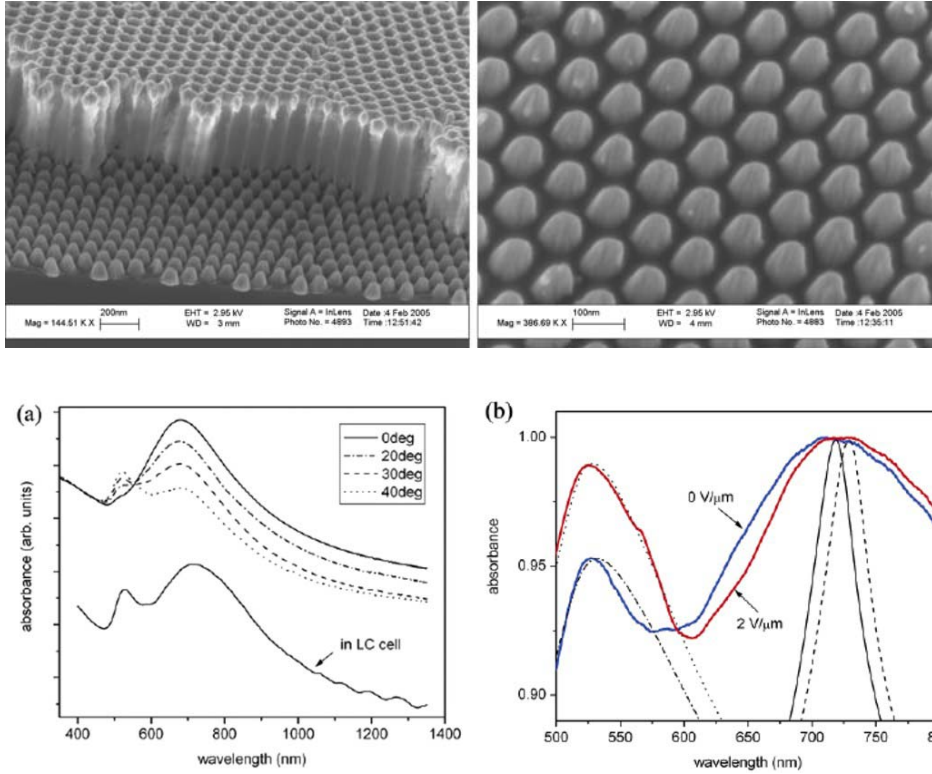 Mag = 144.51 K X
200nm
EHT = 2.95 kV
WD = 3 mm
Signal A = InLens
Photo No. = 4893
Date :4 Feb 2005
Time :12:51:42
Mag = 386.69 K X
100nm
EHT = 2.95 kV
WD = 4 mm
Signal A = InLens
Photo No. = 4893
Date :4 Feb 2005
Time :12:35:11
(a)
absorbance (arb. units)
0deg
20deg
30deg
40deg
in LC cell
400 600 800 1000 1200 1400
wavelength (nm)
(b)
absorbance
1.00
0.95
0.90
0 V/μm
2 V/μm
500 550 600 650 700 750
wavelength (nm)